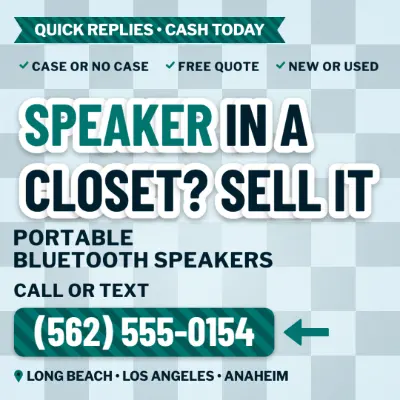 QUICK REPLIES • CASH TODAY
✓ CASE OR NO CASE ✓ FREE QUOTE ✓ NEW OR USED
SPEAKER IN A
CLOSET? SELL IT
PORTABLE
BLUETOOTH SPEAKERS
CALL OR TEXT
(562) 555-0154
LONG BEACH • LOS ANGELES • ANAHEIM